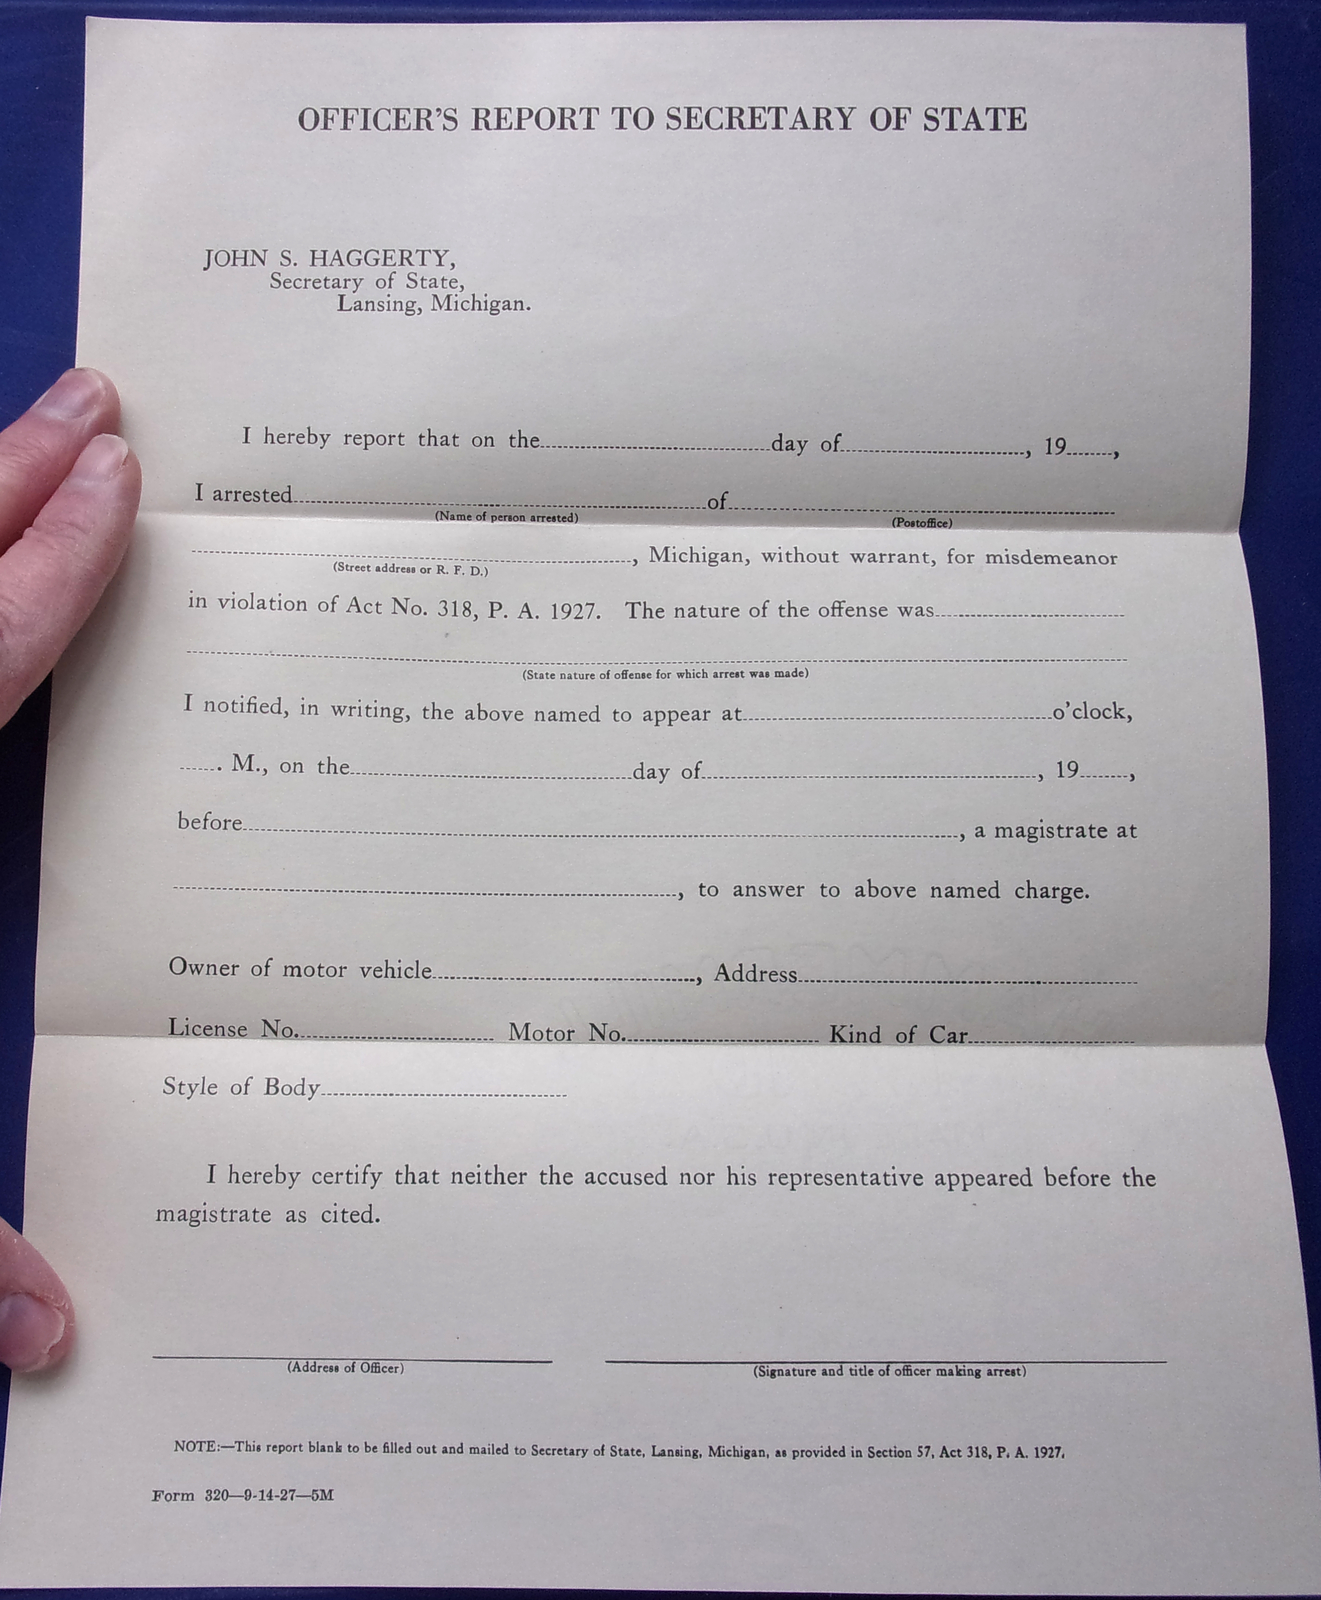 OFFICER'S REPORT TO SECRETARY OF STATE
JOHN S. HAGGERTY,
Secretary of State,
Lansing, Michigan.
I hereby report that on the day of , 19 ,
I arrested of
(Name of person arrested) (Postoffice)
, Michigan, without warrant, for misdemeanor
(Street address or R. F. D.)
in violation of Act No. 318, P. A. 1927. The nature of the offense was
(State nature of offense for which arrest was made)
I notified, in writing, the above named to appear at o'clock,
. M., on the day of , 19 ,
before , a magistrate at
, to answer to above named charge.
Owner of motor vehicle , Address
License No. Motor No. Kind of Car
Style of Body
I hereby certify that neither the accused nor his representative appeared before the
magistrate as cited.
(Address of Officer) (Signature and title of officer making arrest)
NOTE:—This report blank to be filled out and mailed to Secretary of State, Lansing, Michigan, as provided in Section 57, Act 318, P. A. 1927.
Form 320—9-14-27—5M